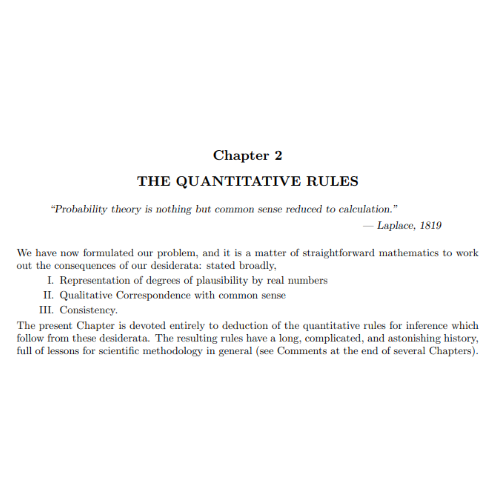 Chapter 2
THE QUANTITATIVE RULES
“Probability theory is nothing but common sense reduced to calculation.”
— Laplace, 1819
We have now formulated our problem, and it is a matter of straightforward mathematics to work
out the consequences of our desiderata: stated broadly,
I. Representation of degrees of plausibility by real numbers
II. Qualitative Correspondence with common sense
III. Consistency.
The present Chapter is devoted entirely to deduction of the quantitative rules for inference which
follow from these desiderata. The resulting rules have a long, complicated, and astonishing history,
full of lessons for scientific methodology in general (see Comments at the end of several Chapters).